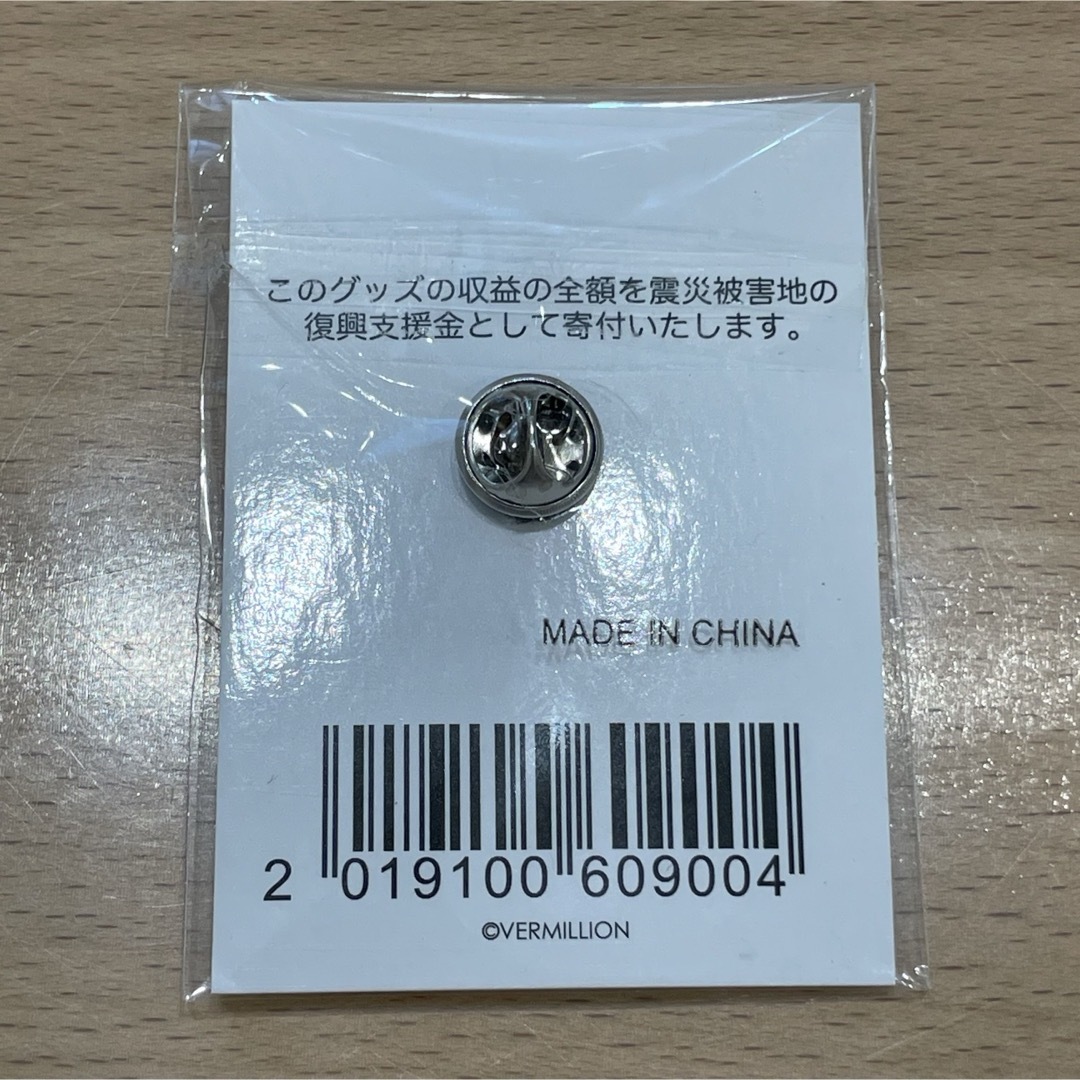 このグッズの収益の全額を震災被害地の
復興支援金として寄付いたします。
MADE IN CHINA
2 019100 609004
©VERMILLION